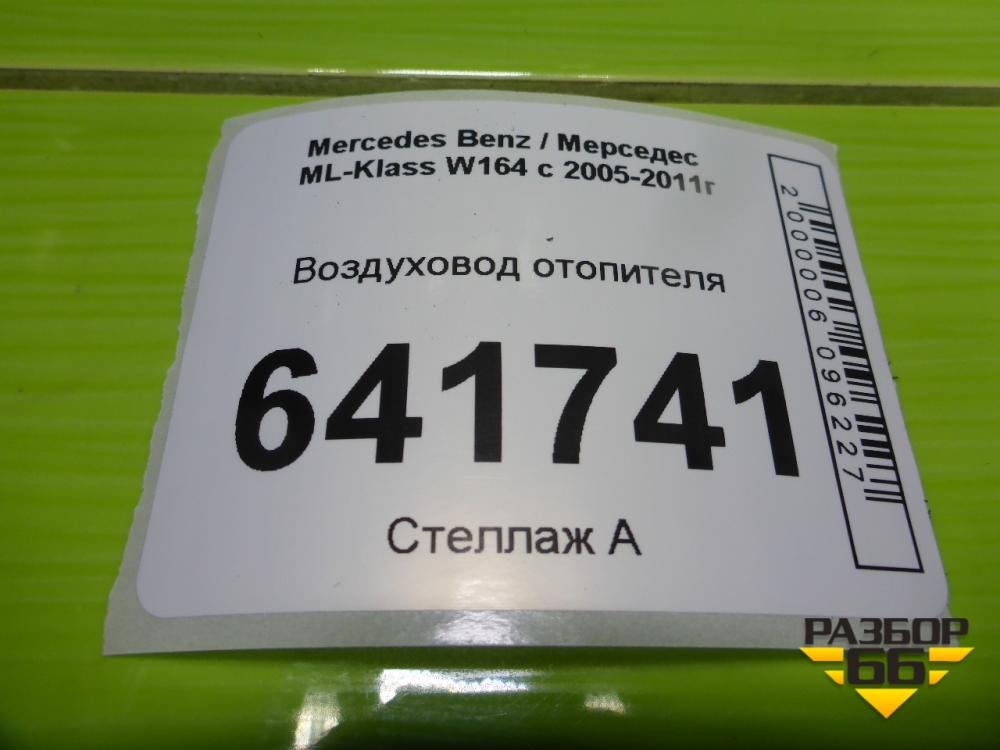 Mercedes Benz / Мерседес
ML-Klass W164 с 2005-2011г
Воздуховод отопителя
641741
Стеллаж А
2000006096227
РАЗБОР
66